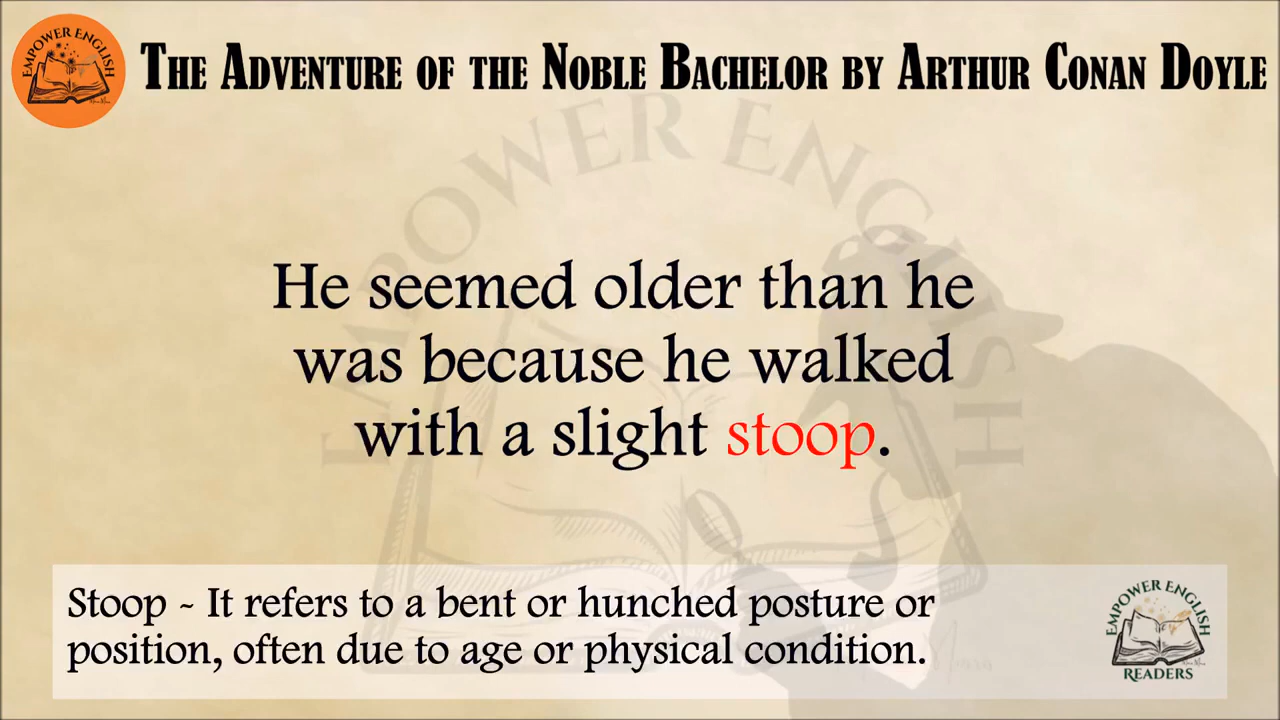 EMPOWER ENGLISH
The Adventure of the Noble Bachelor by Arthur Conan Doyle
EMPOWER ENGLISH
He seemed older than he
was because he walked
with a slight stoop.
Stoop - It refers to a bent or hunched posture or
position, often due to age or physical condition.
EMPOWER ENGLISH
READERS